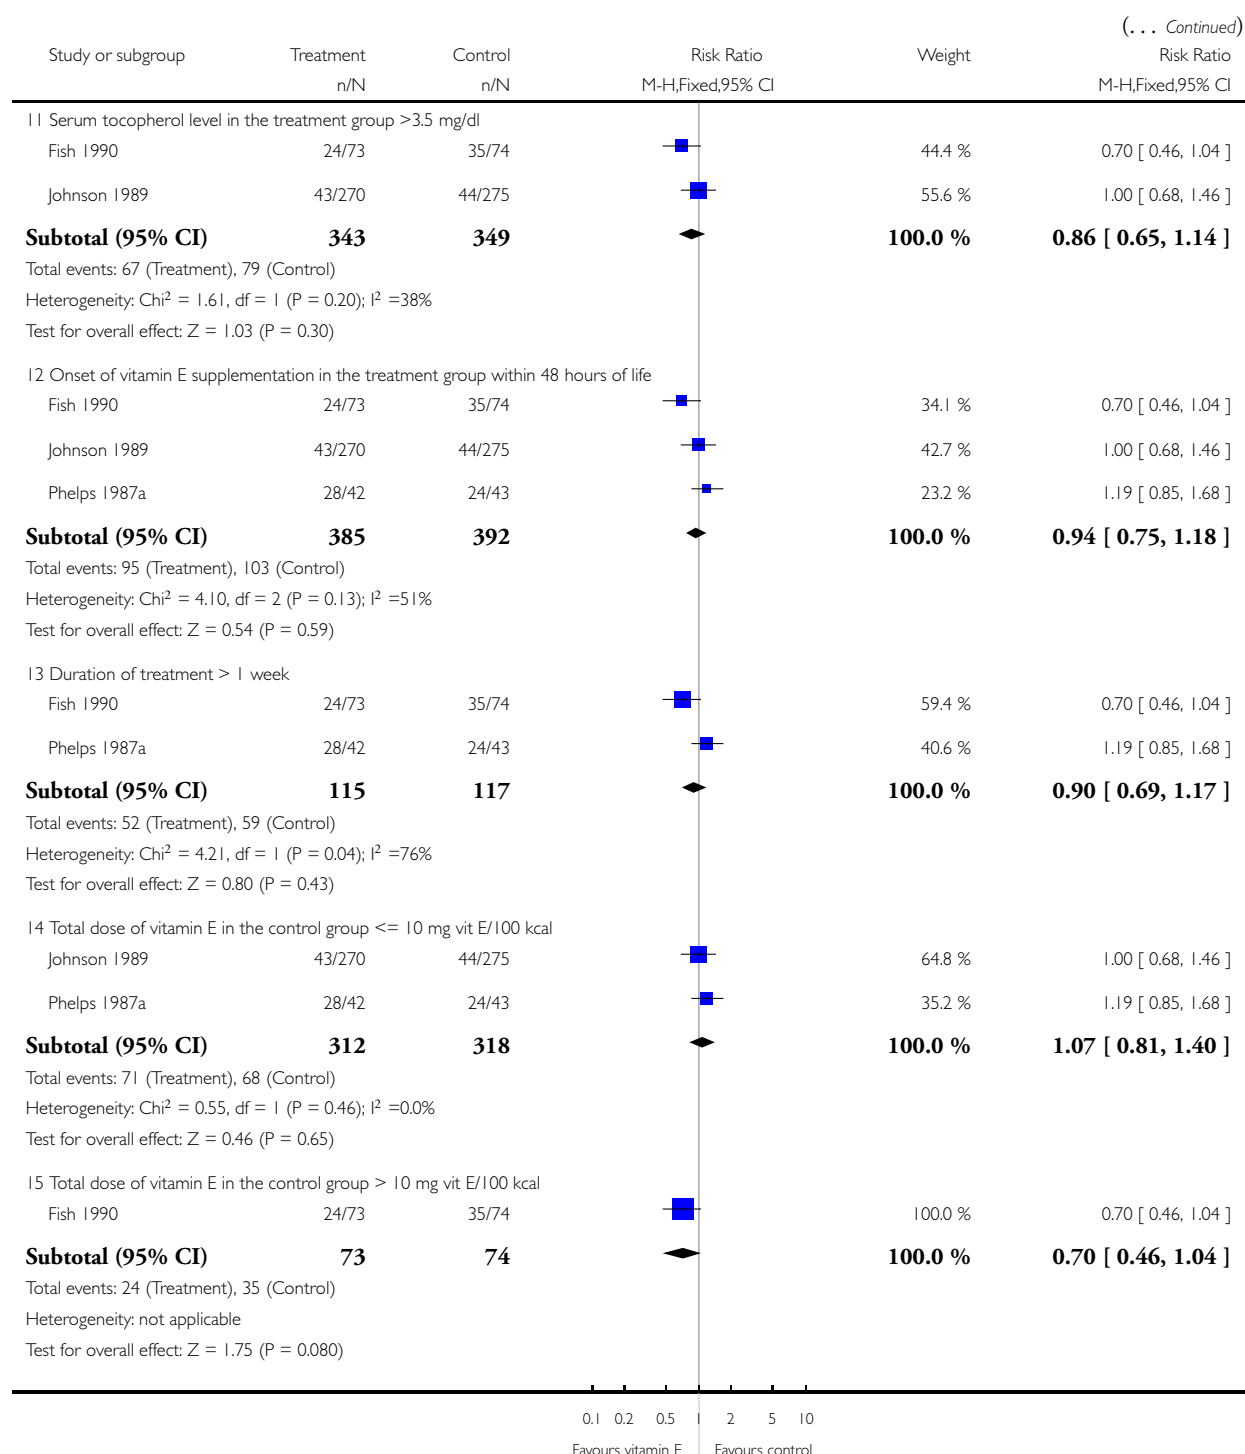 (... Continued)
Study or subgroup Treatment Control Risk Ratio Weight Risk Ratio
n/N n/N M-H,Fixed,95% CI M-H,Fixed,95% CI
11 Serum tocopherol level in the treatment group >3.5 mg/dl
Fish 1990 24/73 35/74 44.4 % 0.70 [ 0.46, 1.04 ]
Johnson 1989 43/270 44/275 55.6 % 1.00 [ 0.68, 1.46 ]
Subtotal (95% CI) 343 349 100.0 % 0.86 [ 0.65, 1.14 ]
Total events: 67 (Treatment), 79 (Control)
Heterogeneity: Chi² = 1.61, df = 1 (P = 0.20); I² =38%
Test for overall effect: Z = 1.03 (P = 0.30)
12 Onset of vitamin E supplementation in the treatment group within 48 hours of life
Fish 1990 24/73 35/74 34.1 % 0.70 [ 0.46, 1.04 ]
Johnson 1989 43/270 44/275 42.7 % 1.00 [ 0.68, 1.46 ]
Phelps 1987a 28/42 24/43 23.2 % 1.19 [ 0.85, 1.68 ]
Subtotal (95% CI) 385 392 100.0 % 0.94 [ 0.75, 1.18 ]
Total events: 95 (Treatment), 103 (Control)
Heterogeneity: Chi² = 4.10, df = 2 (P = 0.13); I² =51%
Test for overall effect: Z = 0.54 (P = 0.59)
13 Duration of treatment > 1 week
Fish 1990 24/73 35/74 59.4 % 0.70 [ 0.46, 1.04 ]
Phelps 1987a 28/42 24/43 40.6 % 1.19 [ 0.85, 1.68 ]
Subtotal (95% CI) 115 117 100.0 % 0.90 [ 0.69, 1.17 ]
Total events: 52 (Treatment), 59 (Control)
Heterogeneity: Chi² = 4.21, df = 1 (P = 0.04); I² =76%
Test for overall effect: Z = 0.80 (P = 0.43)
14 Total dose of vitamin E in the control group <= 10 mg vit E/100 kcal
Johnson 1989 43/270 44/275 64.8 % 1.00 [ 0.68, 1.46 ]
Phelps 1987a 28/42 24/43 35.2 % 1.19 [ 0.85, 1.68 ]
Subtotal (95% CI) 312 318 100.0 % 1.07 [ 0.81, 1.40 ]
Total events: 71 (Treatment), 68 (Control)
Heterogeneity: Chi² = 0.55, df = 1 (P = 0.46); I² =0.0%
Test for overall effect: Z = 0.46 (P = 0.65)
15 Total dose of vitamin E in the control group > 10 mg vit E/100 kcal
Fish 1990 24/73 35/74 100.0 % 0.70 [ 0.46, 1.04 ]
Subtotal (95% CI) 73 74 100.0 % 0.70 [ 0.46, 1.04 ]
Total events: 24 (Treatment), 35 (Control)
Heterogeneity: not applicable
Test for overall effect: Z = 1.75 (P = 0.080)
0.1 0.2 0.5 1 2 5 10
Favours vitamin E Favours control